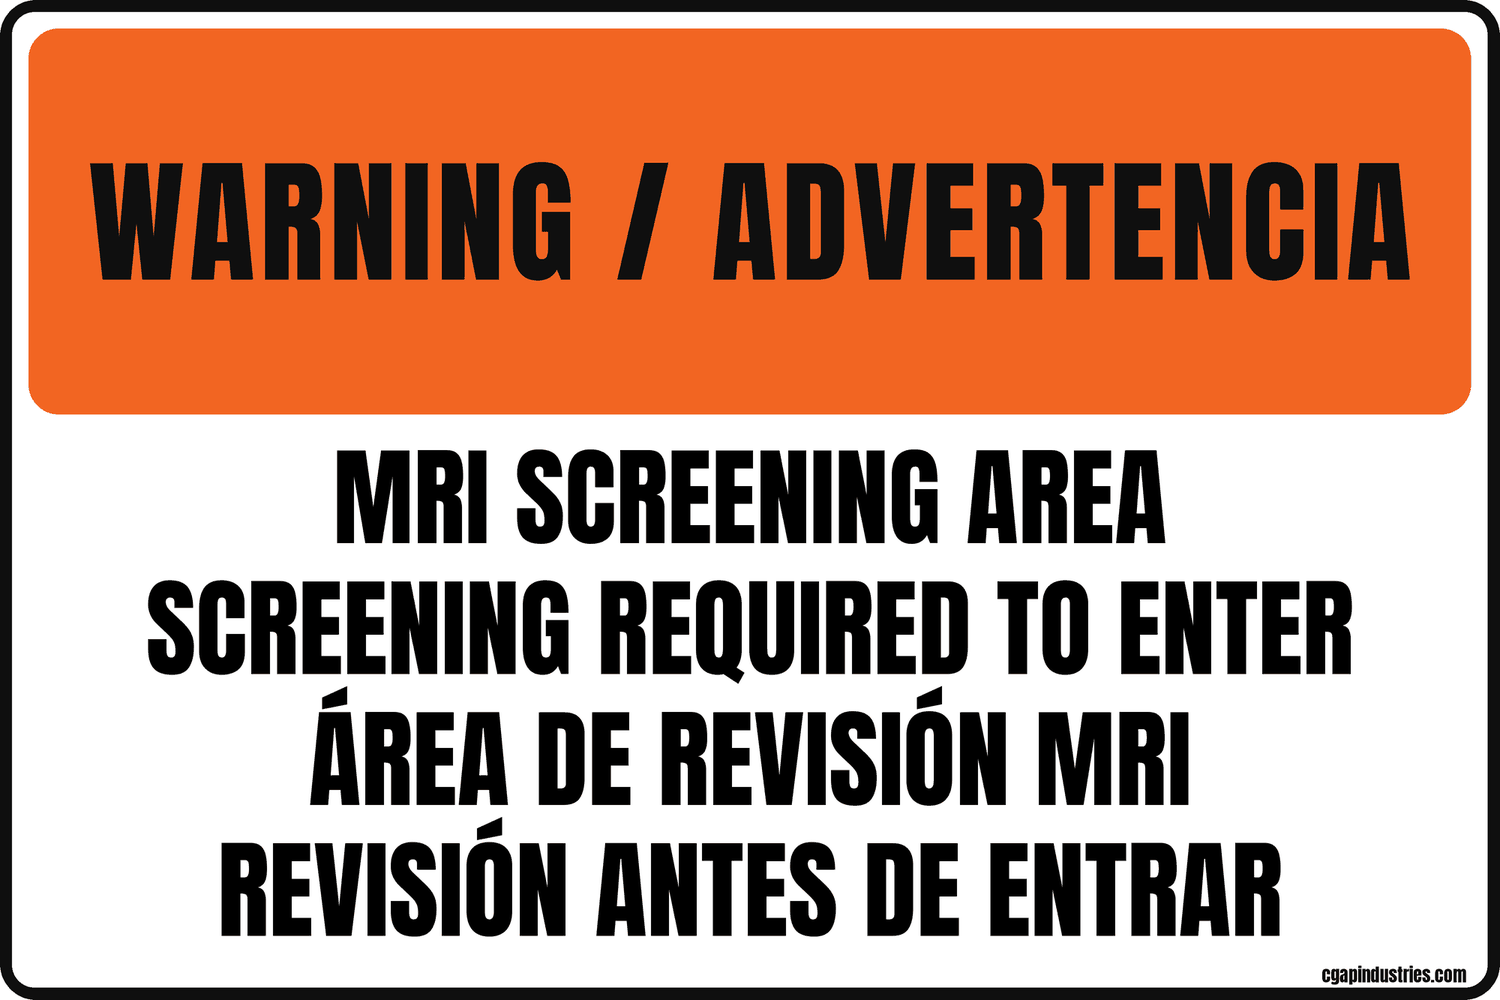 WARNING / ADVERTENCIA
MRI SCREENING AREA
SCREENING REQUIRED TO ENTER
ÁREA DE REVISIÓN MRI
REVISIÓN ANTES DE ENTRAR
cgapindustries.com